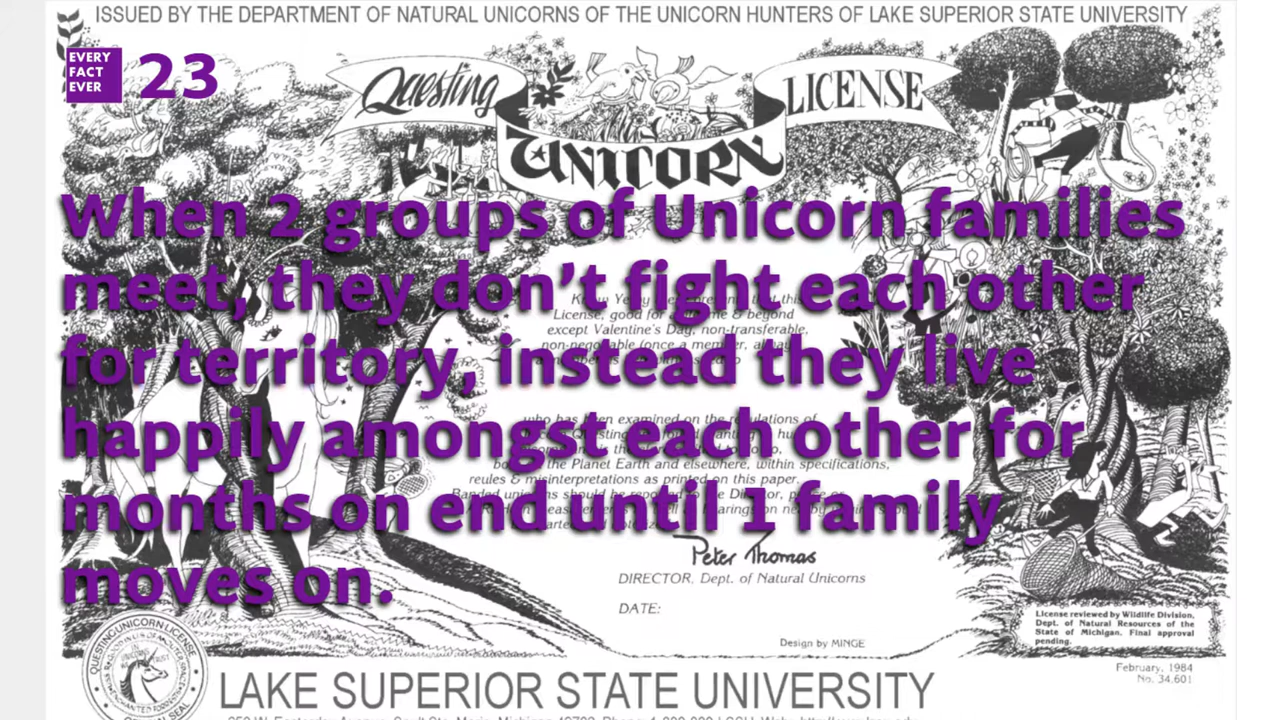 ISSUED BY THE DEPARTMENT OF NATURAL UNICORNS OF THE UNICORN HUNTERS OF LAKE SUPERIOR STATE UNIVERSITY
EVERY
FACT
EVER
23
Questing
UNICORN
LICENSE
When 2 groups of Unicorn families
meet, they don't fight each other
for territory, instead they live
happily amongst each other for
months on end until 1 family
moves on.
License, good for
except Valentine's Day, non-transferable,
who has been examined on the regulations of
the Planet Earth and elsewhere, within specifications,
reules & misinterpretations as printed on this paper.
Peter Thomas
DIRECTOR, Dept. of Natural Unicorns
DATE:
Design by MINGE
License reviewed by Wildlife Division,
Dept. of Natural Resources of the
State of Michigan. Final approval
pending.
February, 1984
No. 34,601
QUESTING UNICORN LICENSE
LAKE SUPERIOR STATE UNIVERSITY